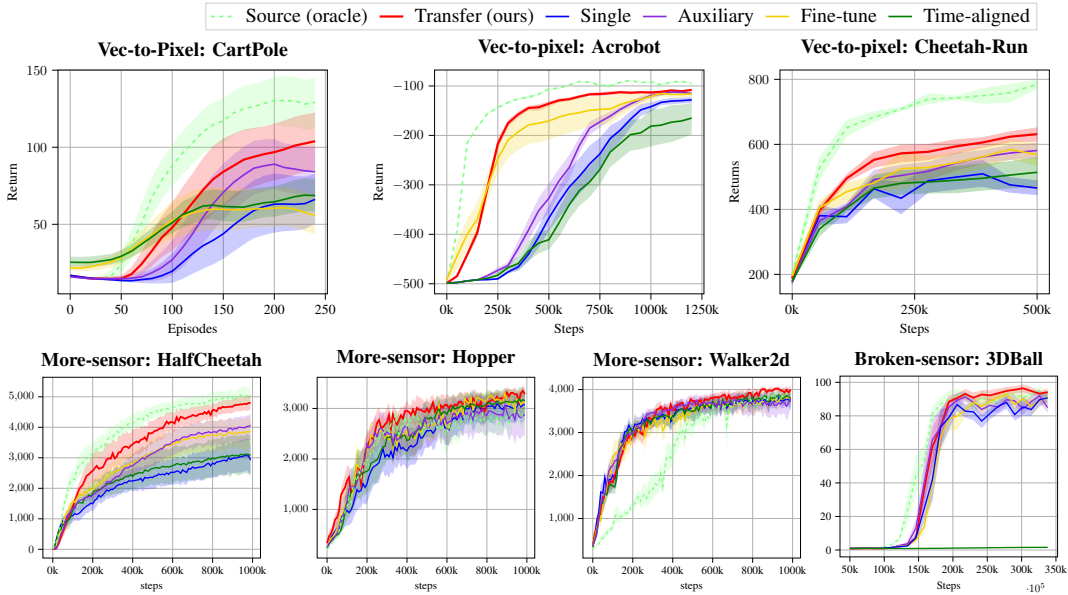 Source (oracle) Transfer (ours) Single Auxiliary Fine-tune Time-aligned
Vec-to-Pixel: CartPole
150
100
50
Return
0 50 100 150 200 250
Episodes
Vec-to-pixel: Acrobot
−100
−200
−300
−400
−500
Return
0k 250k 500k 750k 1000k 1250k
Steps
Vec-to-pixel: Cheetah-Run
800
600
400
200
Returns
0k 250k 500k
Steps
More-sensor: HalfCheetah
5,000
4,000
3,000
2,000
1,000
0
0k 200k 400k 600k 800k 1000k
steps
More-sensor: Hopper
3,000
2,000
1,000
0k 200k 400k 600k 800k 1000k
steps
More-sensor: Walker2d
4,000
3,000
2,000
1,000
0k 200k 400k 600k 800k 1000k
steps
Broken-sensor: 3DBall
100
80
60
40
20
0
50k 100k 150k 200k 250k 300k 350k
Steps
·10⁵